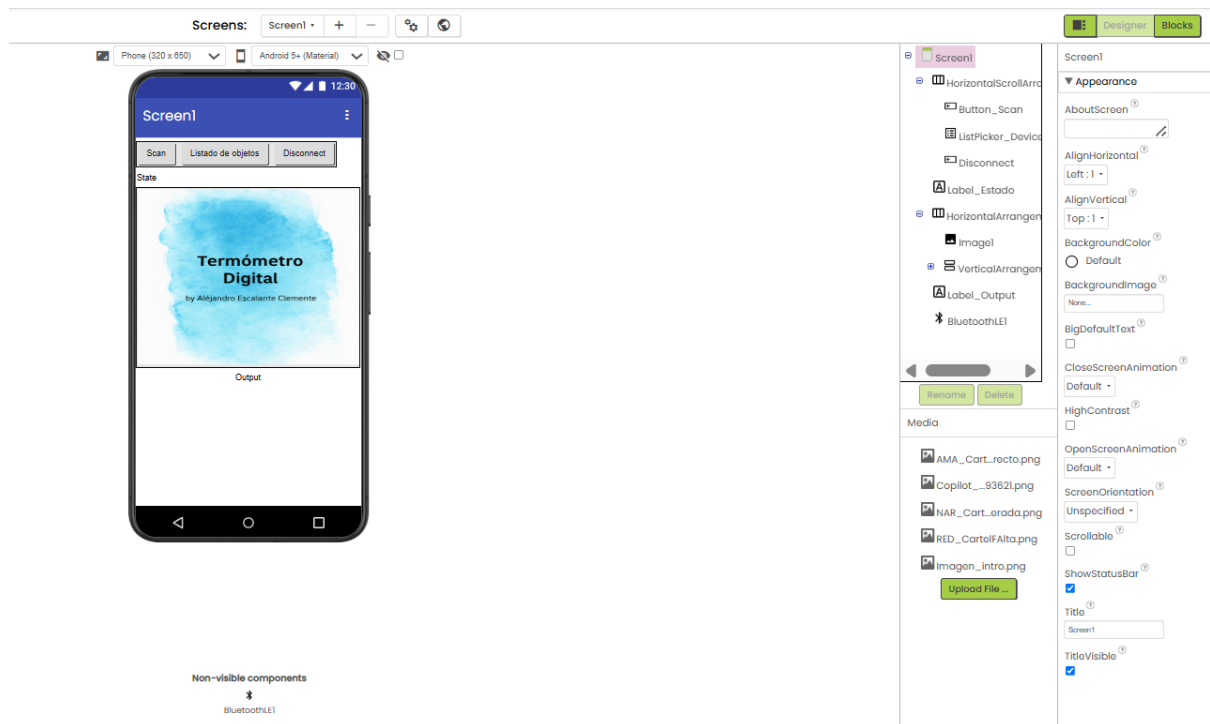 Screens:
Screen1
Designer
Blocks
Phone (320 x 650)
Android 5+ (Material)
12:30
Screen1
Scan
Listado de objetos
Disconnect
State
Termómetro
Digital
by Alejandro Escalante Clemente
Output
Non-visible components
BluetoothLE1
Screen1
HorizontalScrollArrc
Button_Scan
ListPicker_Device
Disconnect
Label_Estado
HorizontalArrangen
Image1
VerticalArrangen
Label_Output
BluetoothLE1
Rename
Delete
Media
AMA_Cart...recto.png
Copilot_...93621.png
NAR_Cart...erada.png
RED_CartelFAlta.png
Imagen_intro.png
Upload File ...
Screen1
Appearance
AboutScreen
AlignHorizontal
Left : 1
AlignVertical
Top : 1
BackgroundColor
Default
BackgroundImage
None...
BigDefaultText
CloseScreenAnimation
Default
HighContrast
OpenScreenAnimation
Default
ScreenOrientation
Unspecified
Scrollable
ShowStatusBar
Title
Screen1
TitleVisible